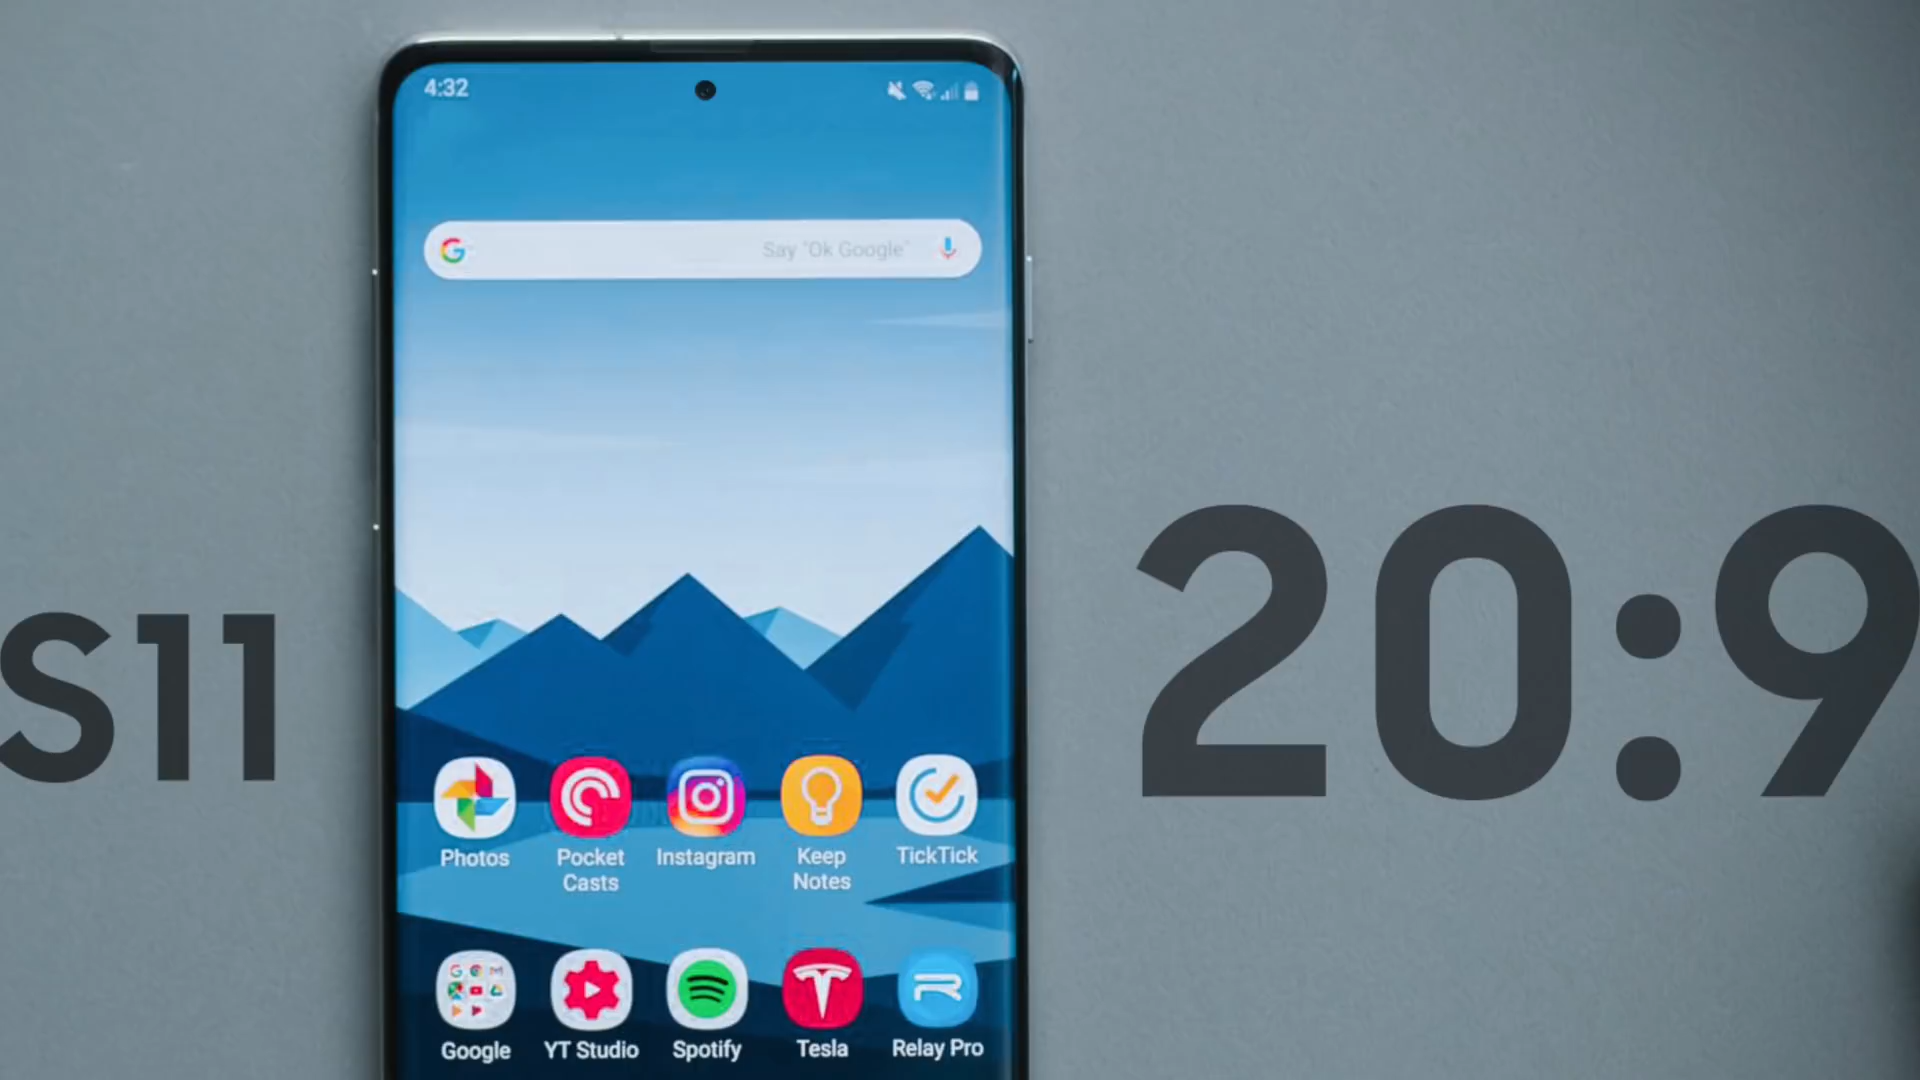 4:32
Say "Ok Google"
S11
20:9
Photos
Pocket
Casts
Instagram
Keep
Notes
TickTick
Google
YT Studio
Spotify
Tesla
Relay Pro